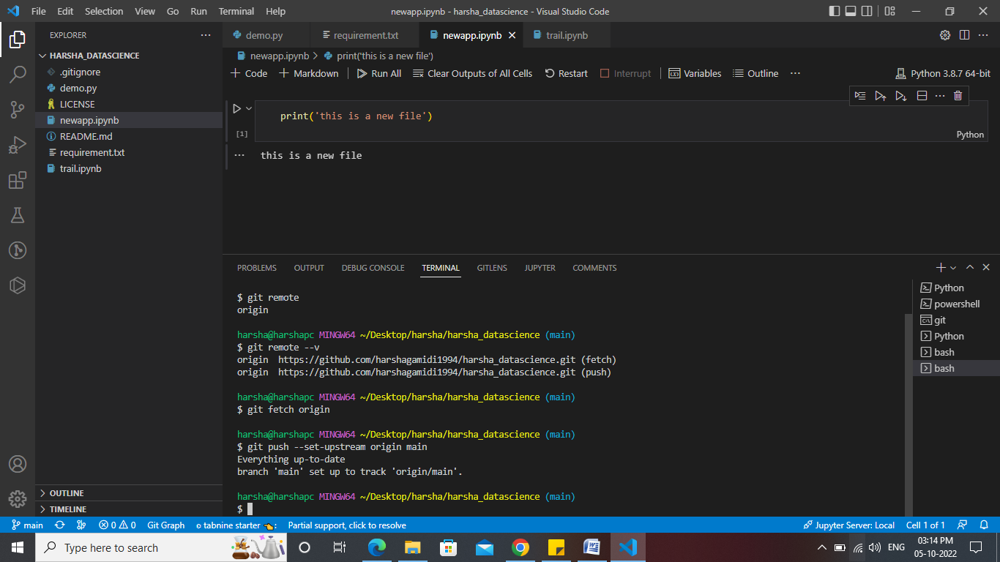 File Edit Selection View Go Run Terminal Help
newapp.ipynb - harsha_datascience - Visual Studio Code
EXPLORER
HARSHA_DATASCIENCE
.gitignore
demo.py
LICENSE
newapp.ipynb
README.md
requirement.txt
trail.ipynb
OUTLINE
TIMELINE
demo.py requirement.txt newapp.ipynb trail.ipynb
newapp.ipynb > print('this is a new file')
Code Markdown Run All Clear Outputs of All Cells Restart Interrupt Variables Outline ... Python 3.8.7 64-bit
print('this is a new file')
[1]
Python
this is a new file
PROBLEMS OUTPUT DEBUG CONSOLE TERMINAL GITLENS JUPYTER COMMENTS
$ git remote
origin
harsha@harshapc MINGW64 ~/Desktop/harsha/harsha_datascience (main)
$ git remote --v
origin https://github.com/harshagamidi1994/harsha_datascience.git (fetch)
origin https://github.com/harshagamidi1994/harsha_datascience.git (push)
harsha@harshapc MINGW64 ~/Desktop/harsha/harsha_datascience (main)
$ git fetch origin
harsha@harshapc MINGW64 ~/Desktop/harsha/harsha_datascience (main)
$ git push --set-upstream origin main
Everything up-to-date
branch 'main' set up to track 'origin/main'.
harsha@harshapc MINGW64 ~/Desktop/harsha/harsha_datascience (main)
$
Python
powershell
git
Python
bash
bash
main 0 0 Git Graph tabnine starter Partial support, click to resolve Jupyter Server: Local Cell 1 of 1
Type here to search
ENG
03:14 PM
05-10-2022